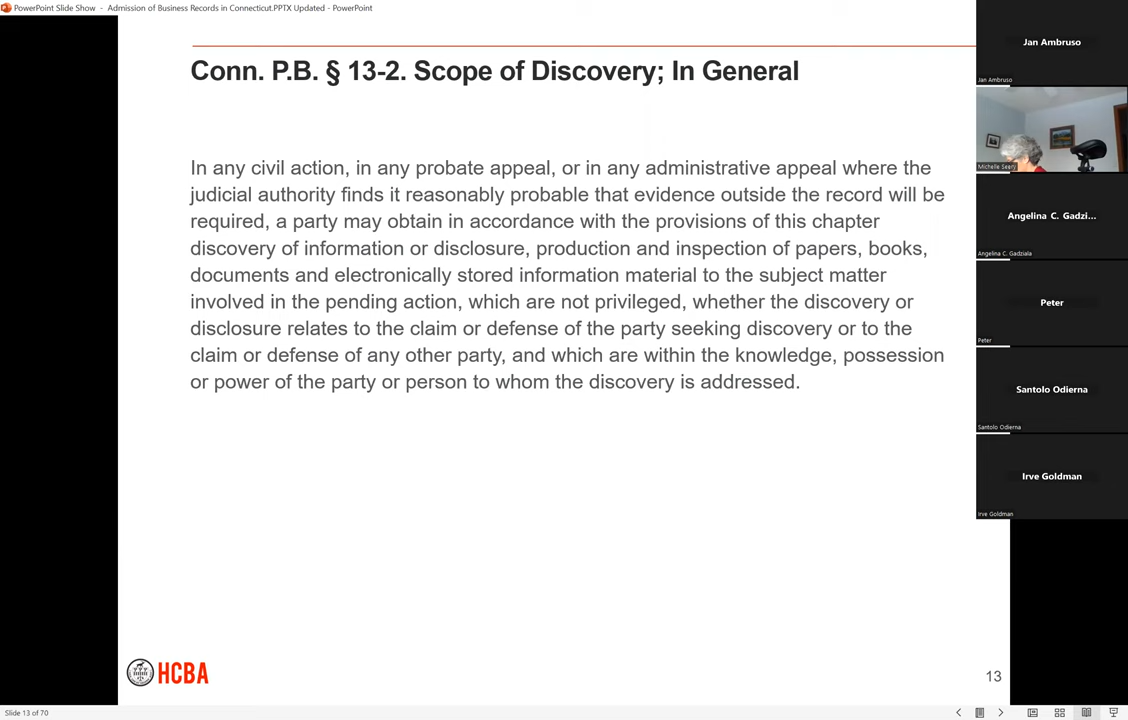 PowerPoint Slide Show - Admission of Business Records in Connecticut.PPTX Updated - PowerPoint
Conn. P.B. § 13-2. Scope of Discovery; In General
In any civil action, in any probate appeal, or in any administrative appeal where the
judicial authority finds it reasonably probable that evidence outside the record will be
required, a party may obtain in accordance with the provisions of this chapter
discovery of information or disclosure, production and inspection of papers, books,
documents and electronically stored information material to the subject matter
involved in the pending action, which are not privileged, whether the discovery or
disclosure relates to the claim or defense of the party seeking discovery or to the
claim or defense of any other party, and which are within the knowledge, possession
or power of the party or person to whom the discovery is addressed.
HCBA
13
Slide 13 of 70
Jan Ambruso
Jan Ambruso
Michelle Seery
Angelina C. Gadzi...
Angelina C. Gadziala
Peter
Peter
Santolo Odierna
Santolo Odierna
Irve Goldman
Irve Goldman